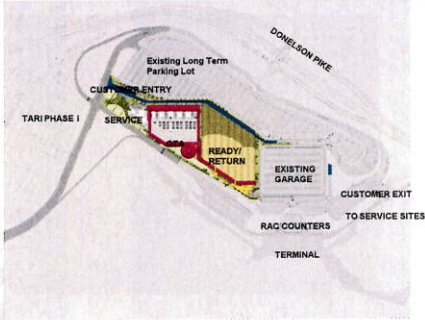 DONELSON PIKE
Existing Long Term
Parking Lot
CUSTOMER ENTRY
TARI PHASE I
SERVICE
READY/
RETURN
EXISTING
GARAGE
CUSTOMER EXIT
TO SERVICE SITES
RAC COUNTERS
TERMINAL